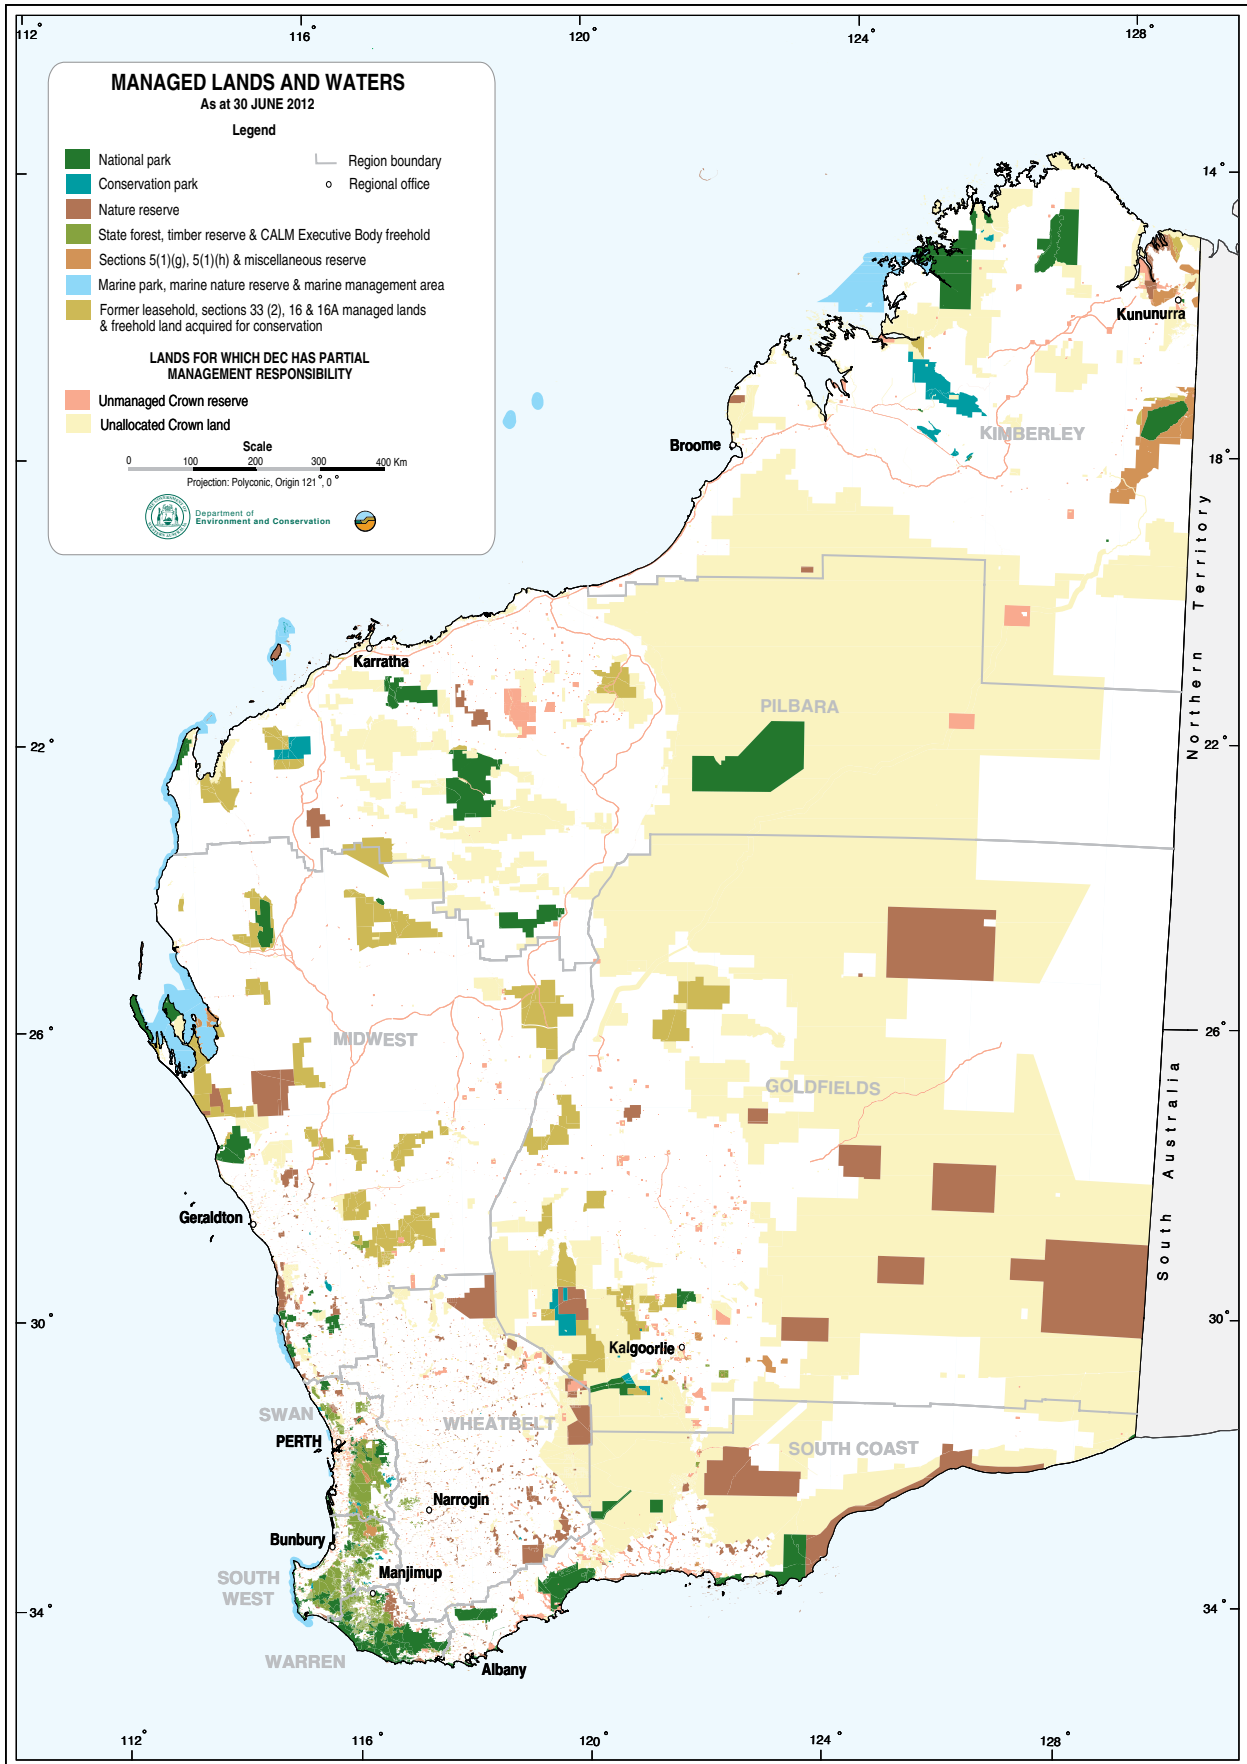 112°
116°
120°
124°
128°
MANAGED LANDS AND WATERS
As at 30 JUNE 2012
Legend
National park
Conservation park
Nature reserve
State forest, timber reserve & CALM Executive Body freehold
Sections 5(1)(g), 5(1)(h) & miscellaneous reserve
Marine park, marine nature reserve & marine management area
Former leasehold, sections 33 (2), 16 & 16A managed lands
& freehold land acquired for conservation
Region boundary
Regional office
LANDS FOR WHICH DEC HAS PARTIAL
MANAGEMENT RESPONSIBILITY
Unmanaged Crown reserve
Unallocated Crown land
Scale
0 100 200 300 400 Km
Projection: Polyconic, Origin 121°, 0°
Department of
Environment and Conservation
14°
Kununurra
KIMBERLEY
Broome
18°
Northern Territory
Karratha
PILBARA
22°
22°
MIDWEST
26°
26°
GOLDFIELDS
South Australia
Geraldton
30°
30°
Kalgoorlie
SWAN
WHEATBELT
PERTH
SOUTH COAST
Narrogin
Bunbury
Manjimup
SOUTH
WEST
34°
34°
WARREN
Albany
112°
116°
120°
124°
128°